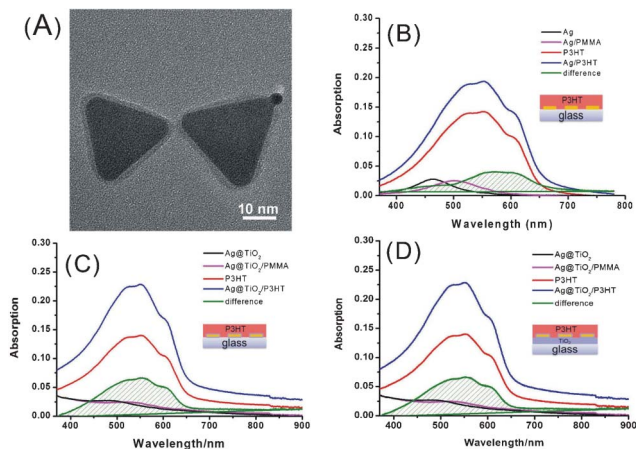 (A)
10 nm
(B)
Ag
Ag/PMMA
P3HT
Ag/P3HT
difference
P3HT
glass
Absorption
0.30
0.25
0.20
0.15
0.10
0.05
0.00
400 500 600 700 800
Wavelength (nm)
(C)
Ag@TiO₂
Ag@TiO₂/PMMA
P3HT
Ag@TiO₂/P3HT
difference
P3HT
glass
Absorption
0.30
0.25
0.20
0.15
0.10
0.05
0.00
400 500 600 700 800 900
Wavelength/nm
(D)
Ag@TiO₂
Ag@TiO₂/PMMA
P3HT
Ag@TiO₂/P3HT
difference
P3HT
TiO₂
glass
Absorption
0.30
0.25
0.20
0.15
0.10
0.05
0.00
400 500 600 700 800 900
Wavelength/nm